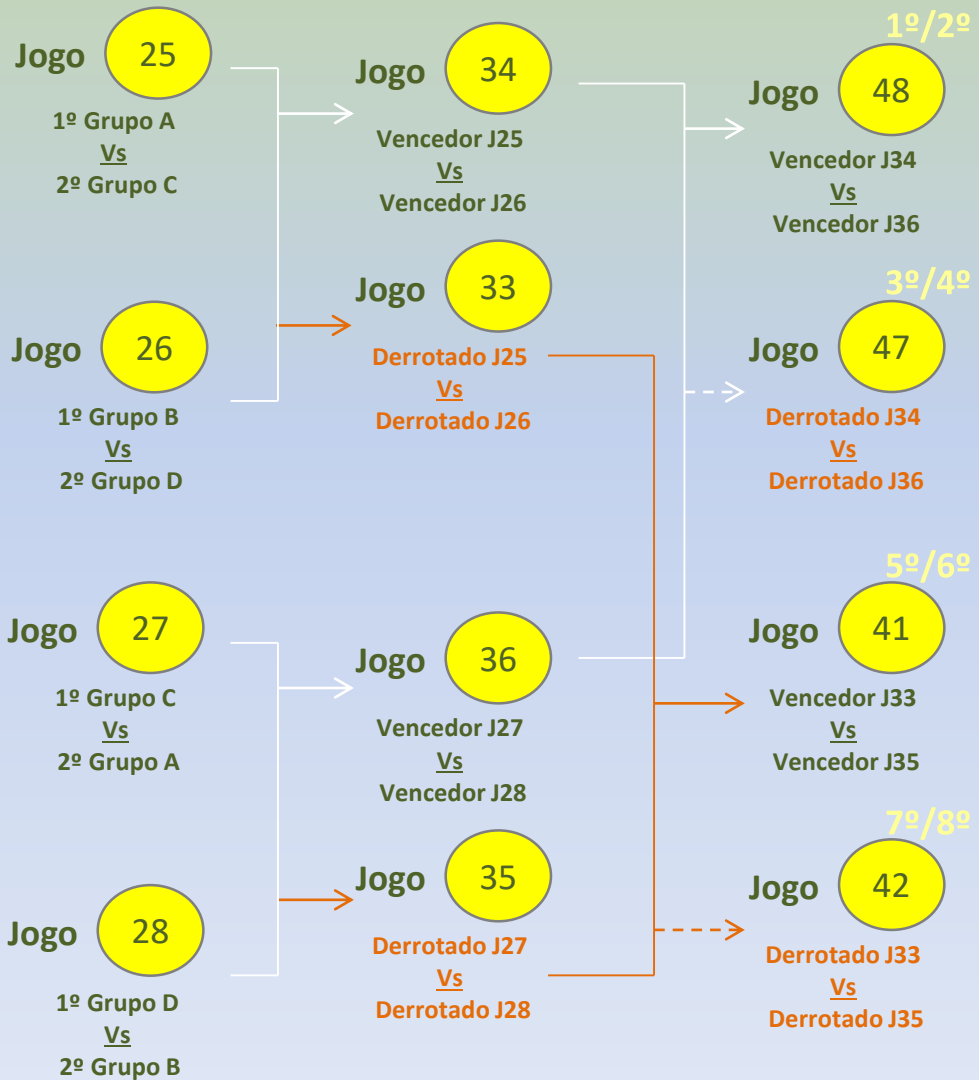 Jogo 25
1º Grupo A
Vs
2º Grupo C
Jogo 26
1º Grupo B
Vs
2º Grupo D
Jogo 27
1º Grupo C
Vs
2º Grupo A
Jogo 28
1º Grupo D
Vs
2º Grupo B
Jogo 34
Vencedor J25
Vs
Vencedor J26
Jogo 33
Derrotado J25
Vs
Derrotado J26
Jogo 36
Vencedor J27
Vs
Vencedor J28
Jogo 35
Derrotado J27
Vs
Derrotado J28
1º/2º
Jogo 48
Vencedor J34
Vs
Vencedor J36
3º/4º
Jogo 47
Derrotado J34
Vs
Derrotado J36
5º/6º
Jogo 41
Vencedor J33
Vs
Vencedor J35
7º/8º
Jogo 42
Derrotado J33
Vs
Derrotado J35